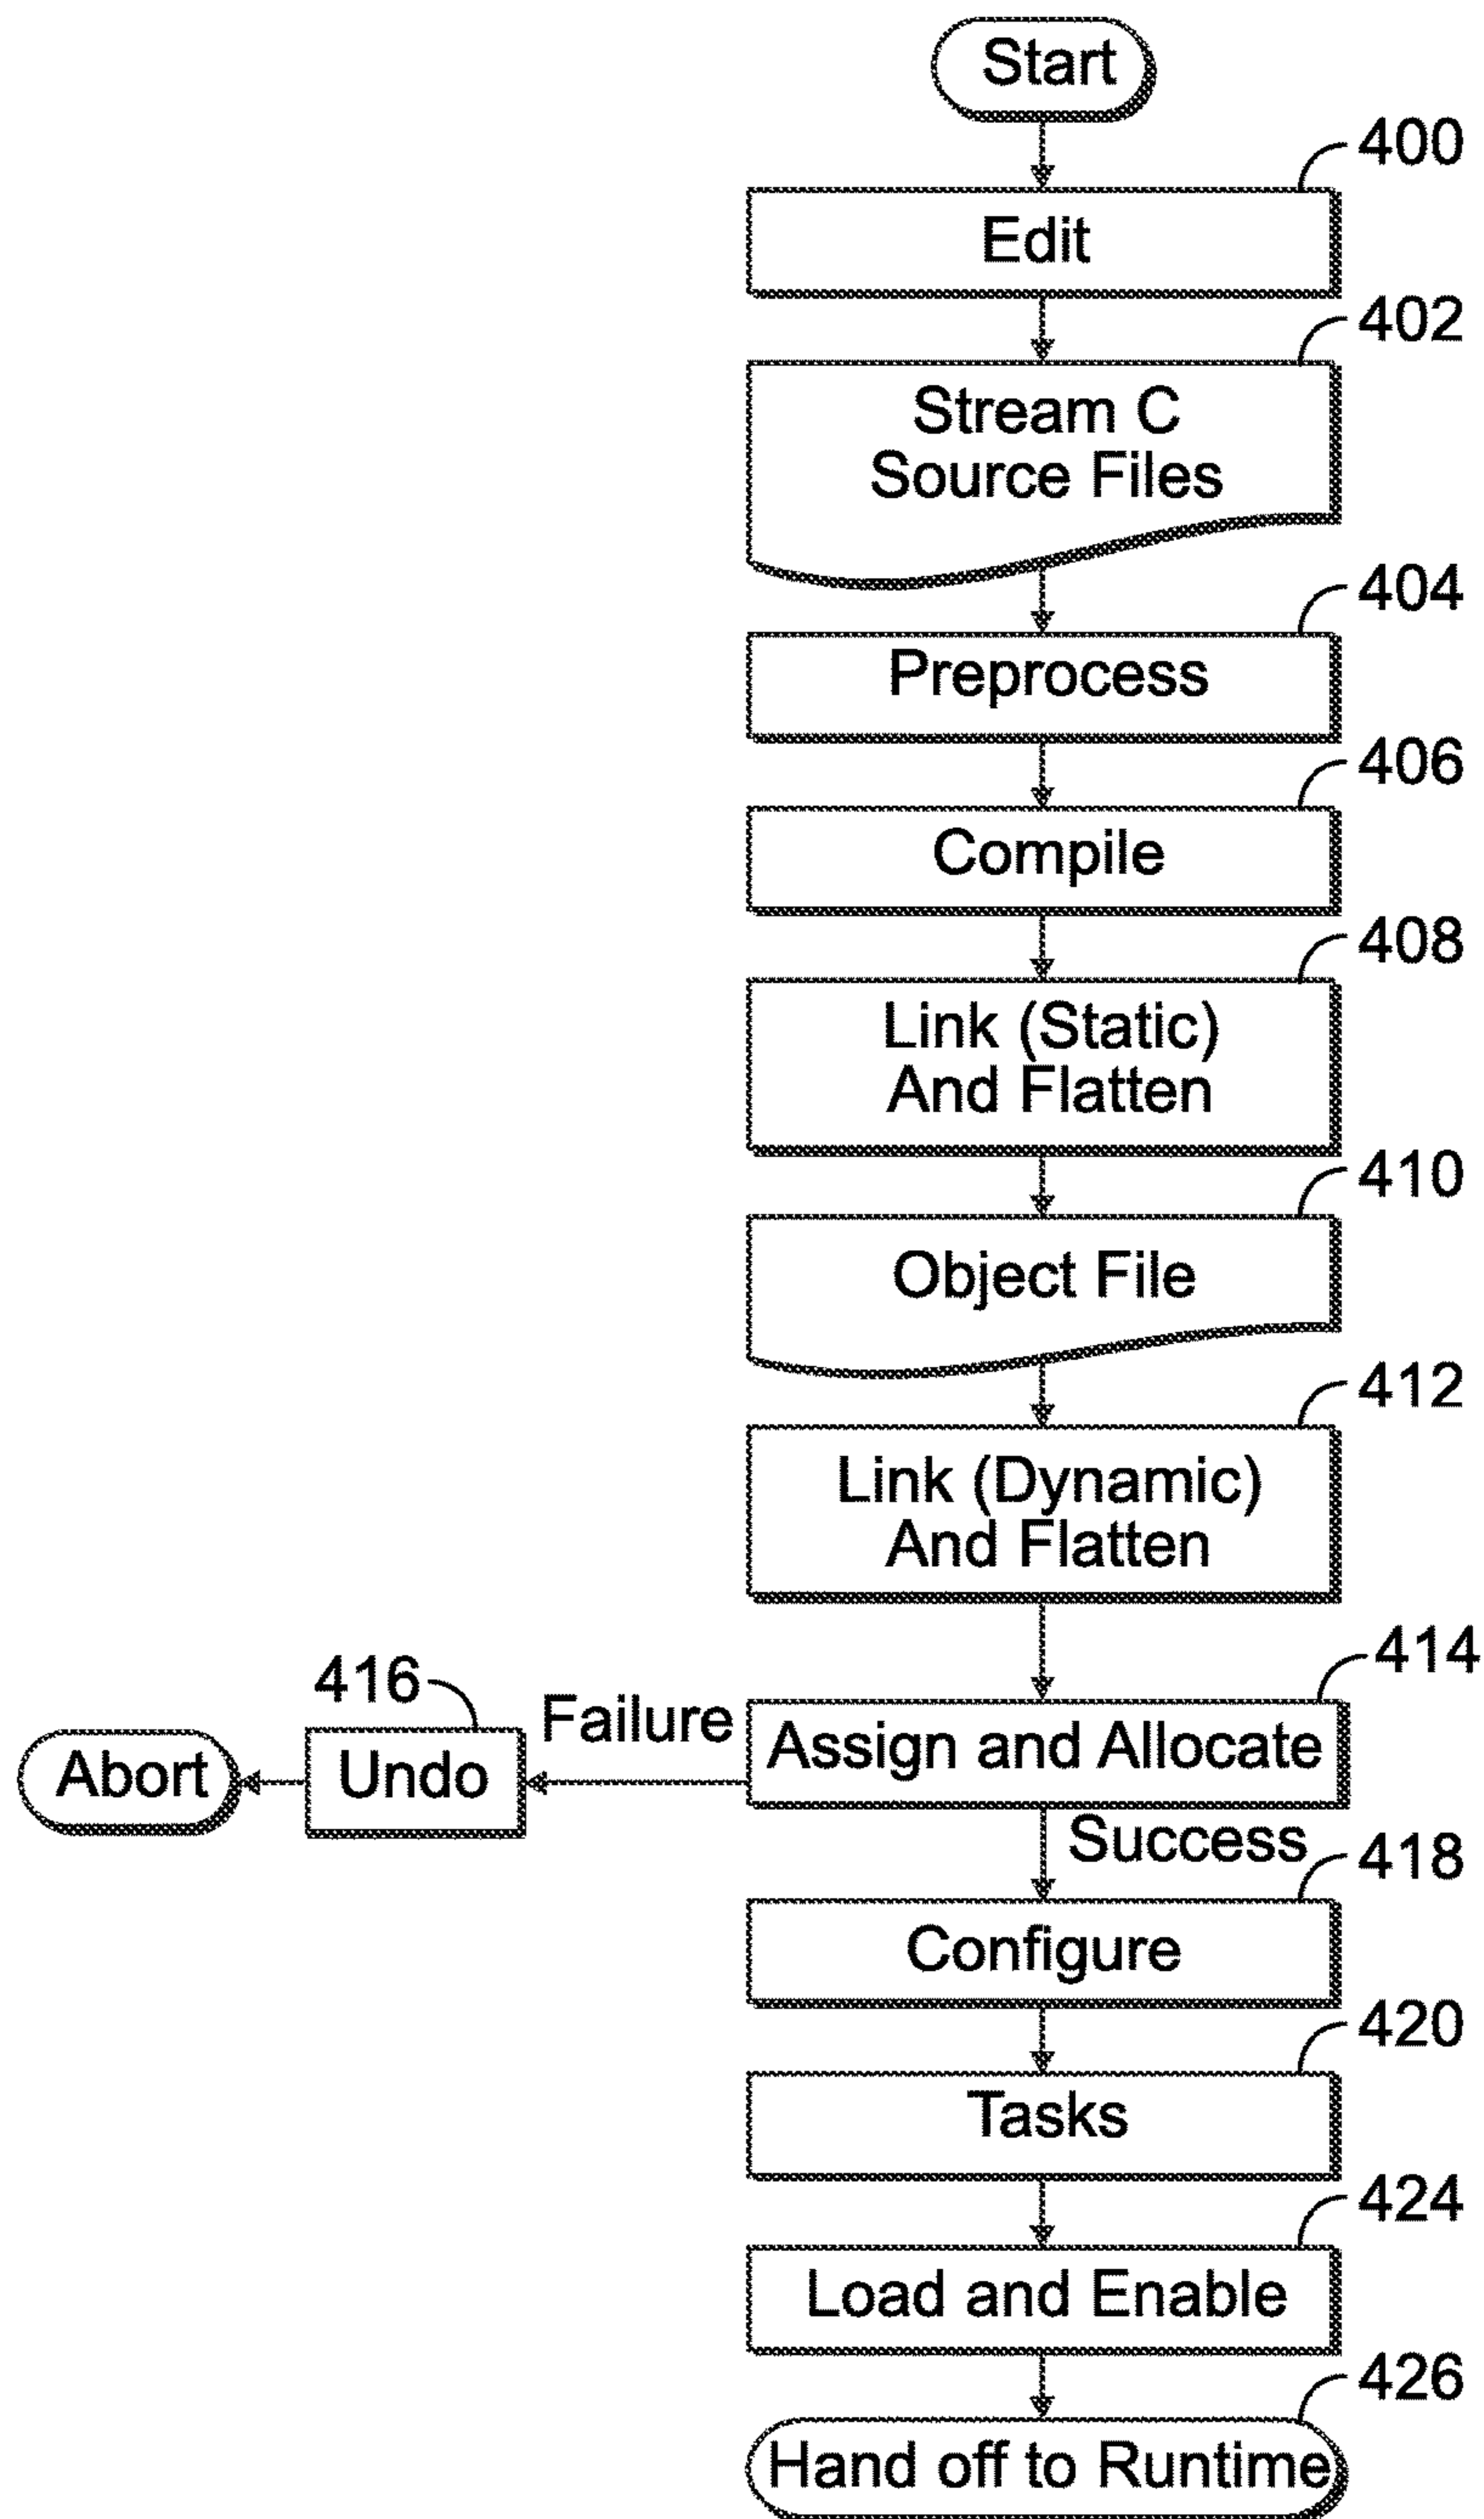 Start
400
Edit
402
Stream C
Source Files
404
Preprocess
406
Compile
408
Link (Static)
And Flatten
410
Object File
412
Link (Dynamic)
And Flatten
414
Assign and Allocate
Failure
416
Undo
Abort
Success
418
Configure
420
Tasks
424
Load and Enable
426
Hand off to Runtime